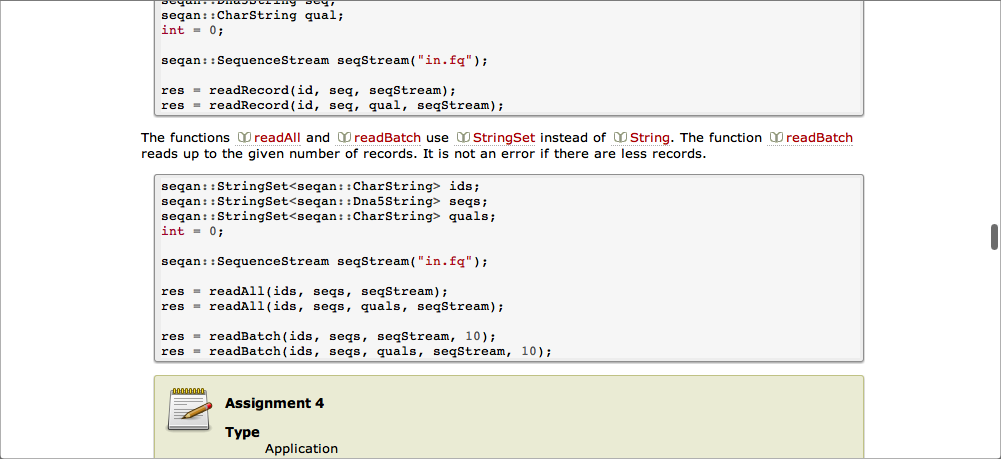 seqan::Dna5String seq;
seqan::CharString qual;
int = 0;
seqan::SequenceStream seqStream("in.fq");
res = readRecord(id, seq, seqStream);
res = readRecord(id, seq, qual, seqStream);
The functions readAll and readBatch use StringSet instead of String. The function readBatch
reads up to the given number of records. It is not an error if there are less records.
seqan::StringSet<seqan::CharString> ids;
seqan::StringSet<seqan::Dna5String> seqs;
seqan::StringSet<seqan::CharString> quals;
int = 0;
seqan::SequenceStream seqStream("in.fq");
res = readAll(ids, seqs, seqStream);
res = readAll(ids, seqs, quals, seqStream);
res = readBatch(ids, seqs, seqStream, 10);
res = readBatch(ids, seqs, quals, seqStream, 10);
Assignment 4
Type
Application